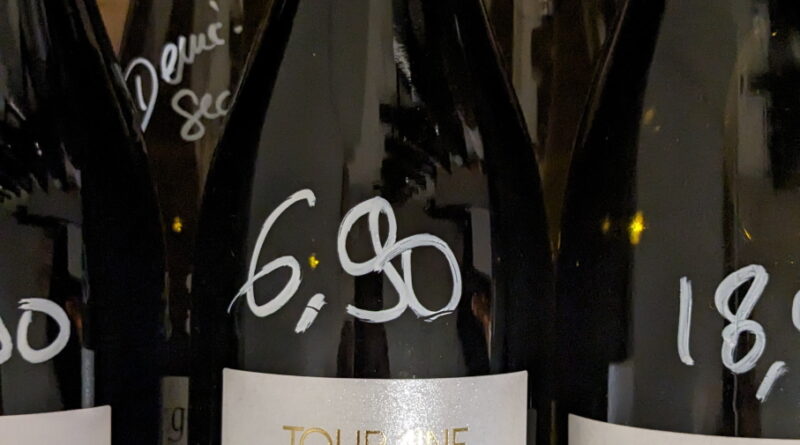 Demi
Sec
6,90
18,
TOURAINE